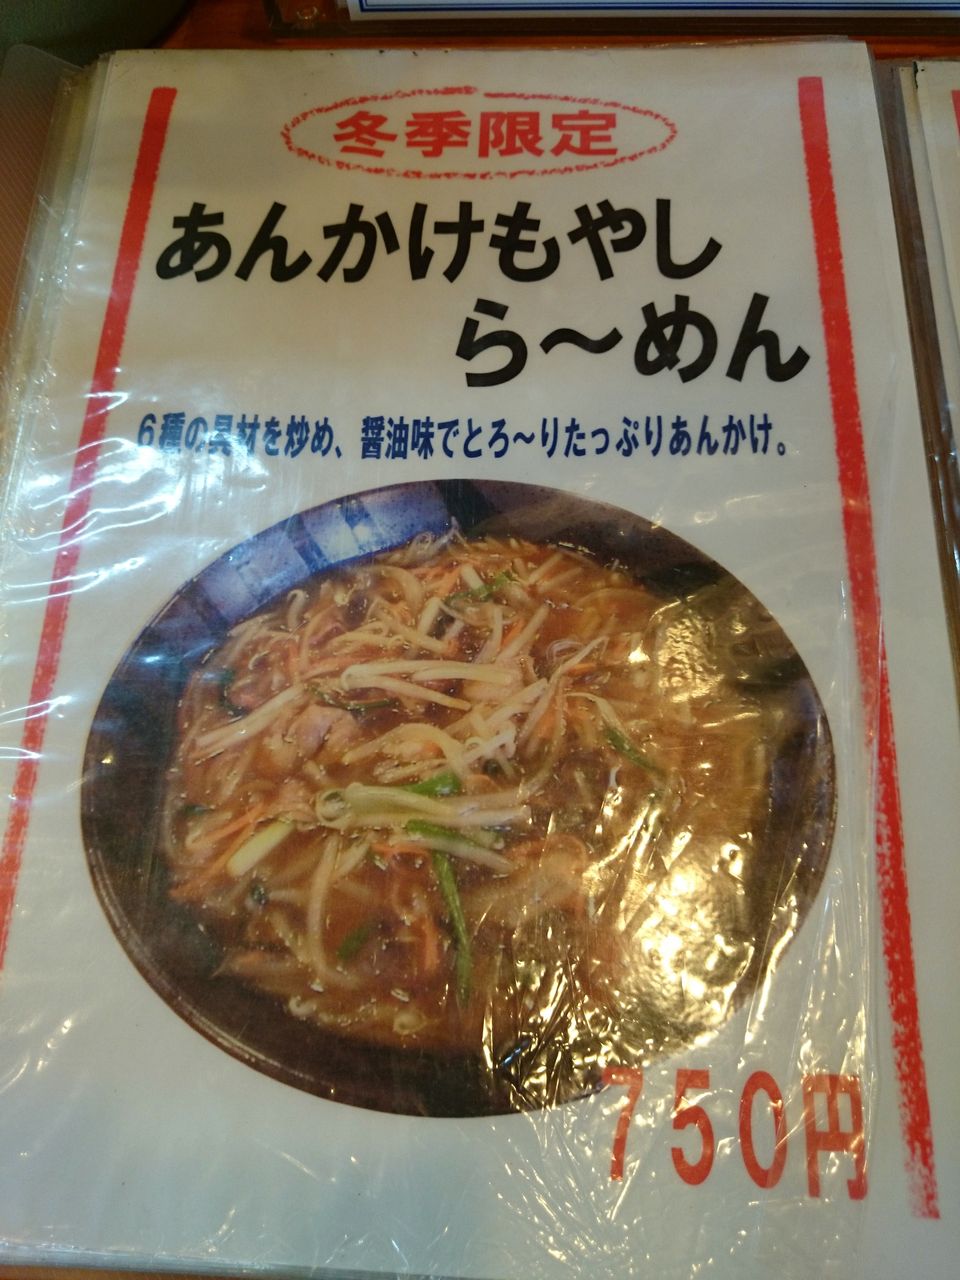 冬季限定
あんかけもやし
ら～めん
６種の具材を炒め、醤油味でとろ～りたっぷりあんかけ。
７５０円